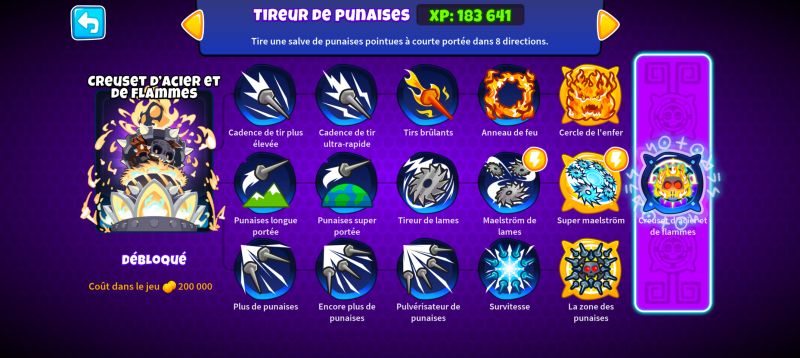 Tireur de Punaises XP: 183 641
Tire une salve de punaises pointues à courte portée dans 8 directions.
Creuset d'acier et
de flammes
Débloqué
Coût dans le jeu 200 000
Cadence de tir plus
élevée
Cadence de tir
ultra-rapide
Tirs brûlants
Anneau de feu
Cercle de l'enfer
Punaises longue
portée
Punaises super
portée
Tireur de lames
Maelström de
lames
Super maelström
Creuset d'acier et
de flammes
Plus de punaises
Encore plus de
punaises
Pulvérisateur de
punaises
Survitesse
La zone des
punaises